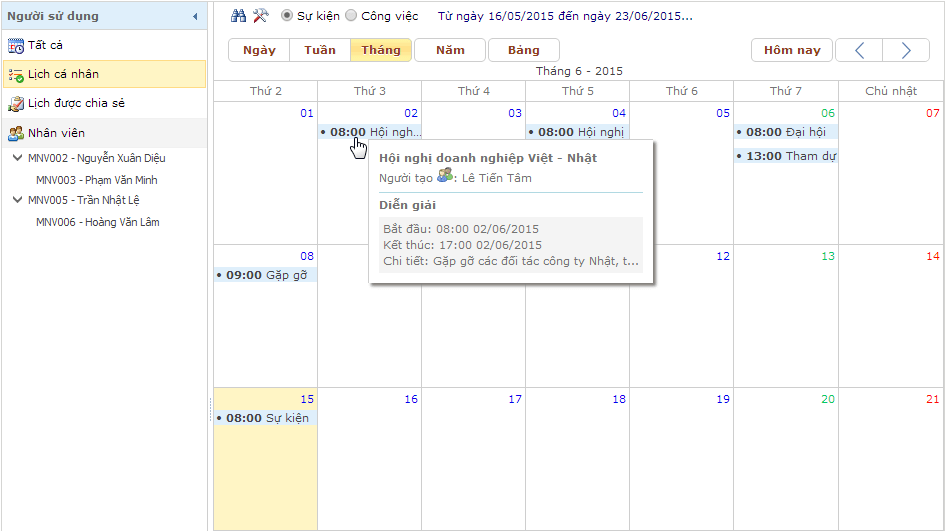 Người sử dụng
Tất cả
Lịch cá nhân
Lịch được chia sẻ
Nhân viên
MNV002 - Nguyễn Xuân Diệu
MNV003 - Phạm Văn Minh
MNV005 - Trần Nhật Lệ
MNV006 - Hoàng Văn Lâm
Sự kiện Công việc Từ ngày 16/05/2015 đến ngày 23/06/2015...
Ngày Tuần Tháng Năm Bảng Hôm nay
Tháng 6 - 2015
Thứ 2 Thứ 3 Thứ 4 Thứ 5 Thứ 6 Thứ 7 Chủ nhật
01 02 03 04 05 06 07
• 08:00 Hội ngh... • 08:00 Hội nghị • 08:00 Đại hội
• 13:00 Tham dự
Hội nghị doanh nghiệp Việt - Nhật
Người tạo : Lê Tiến Tâm
Diễn giải
Bắt đầu: 08:00 02/06/2015
Kết thúc: 17:00 02/06/2015
Chi tiết: Gặp gỡ các đối tác công ty Nhật, t...
08 12 13 14
• 09:00 Gặp gỡ
15 16 17 18 19 20 21
• 08:00 Sự kiện